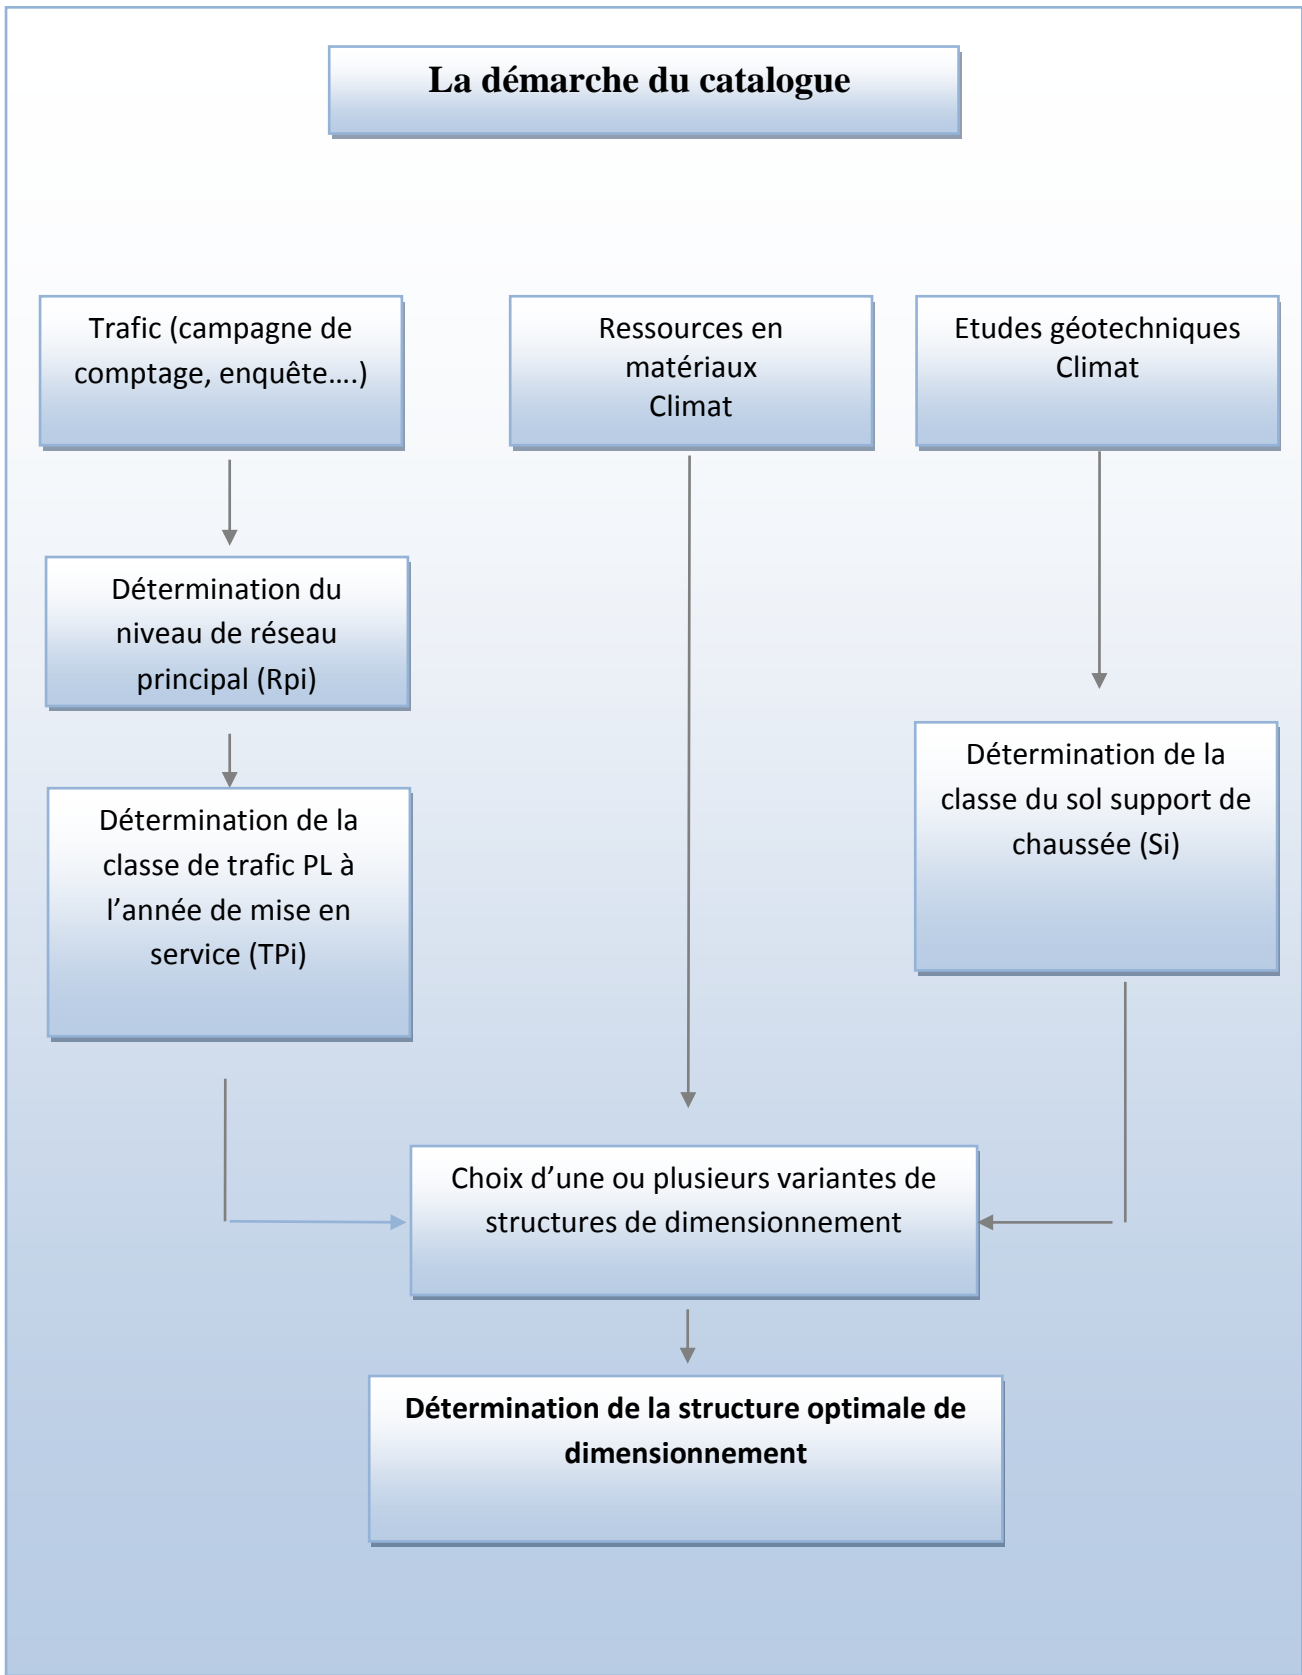 La démarche du catalogue
Trafic (campagne de
comptage, enquête....)
Ressources en
matériaux
Climat
Etudes géotechniques
Climat
Détermination du
niveau de réseau
principal (Rpi)
Détermination de la
classe du sol support de
chaussée (Si)
Détermination de la
classe de trafic PL à
l’année de mise en
service (TPi)
Choix d’une ou plusieurs variantes de
structures de dimensionnement
Détermination de la structure optimale de
dimensionnement